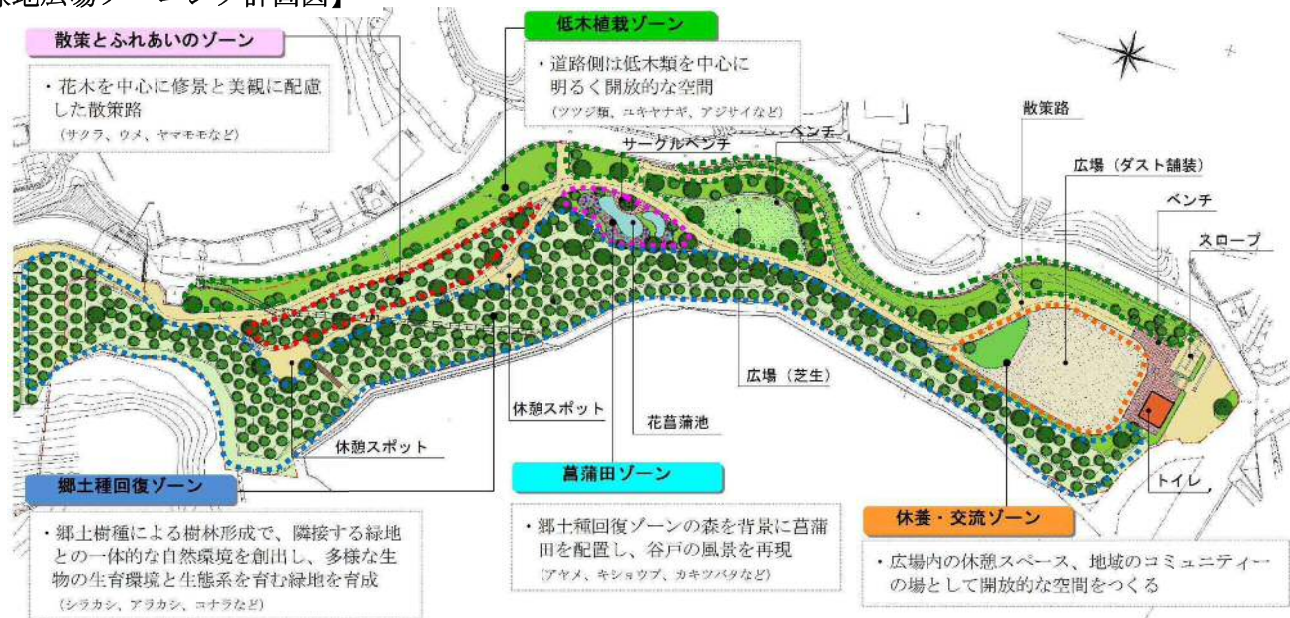 緑地広場ゾーニング計画図】
散策とふれあいのゾーン
・花木を中心に修景と美観に配慮
した散策路
(サクラ、ウメ、ヤマモモなど)
低木植栽ゾーン
・道路側は低木類を中心に
明るく開放的な空間
(ツツジ類、ユキヤナギ、アジサイなど)
サークルベンチ
ベンチ
散策路
広場(ダスト舗装)
ベンチ
スロープ
広場(芝生)
休憩スポット
花菖蒲池
休憩スポット
トイレ
郷土種回復ゾーン
・郷土樹種による樹林形成で、隣接する緑地
との一体的な自然環境を創出し、多様な生
物の生育環境と生態系を育む緑地を育成
(シラカシ、アラカシ、コナラなど)
菖蒲田ゾーン
・郷土種回復ゾーンの森を背景に菖蒲
田を配置し、谷戸の風景を再現
(アヤメ、キショウブ、カキツバタなど)
休養・交流ゾーン
・広場内の休憩スペース、地域のコミュニティー
の場として開放的な空間をつくる